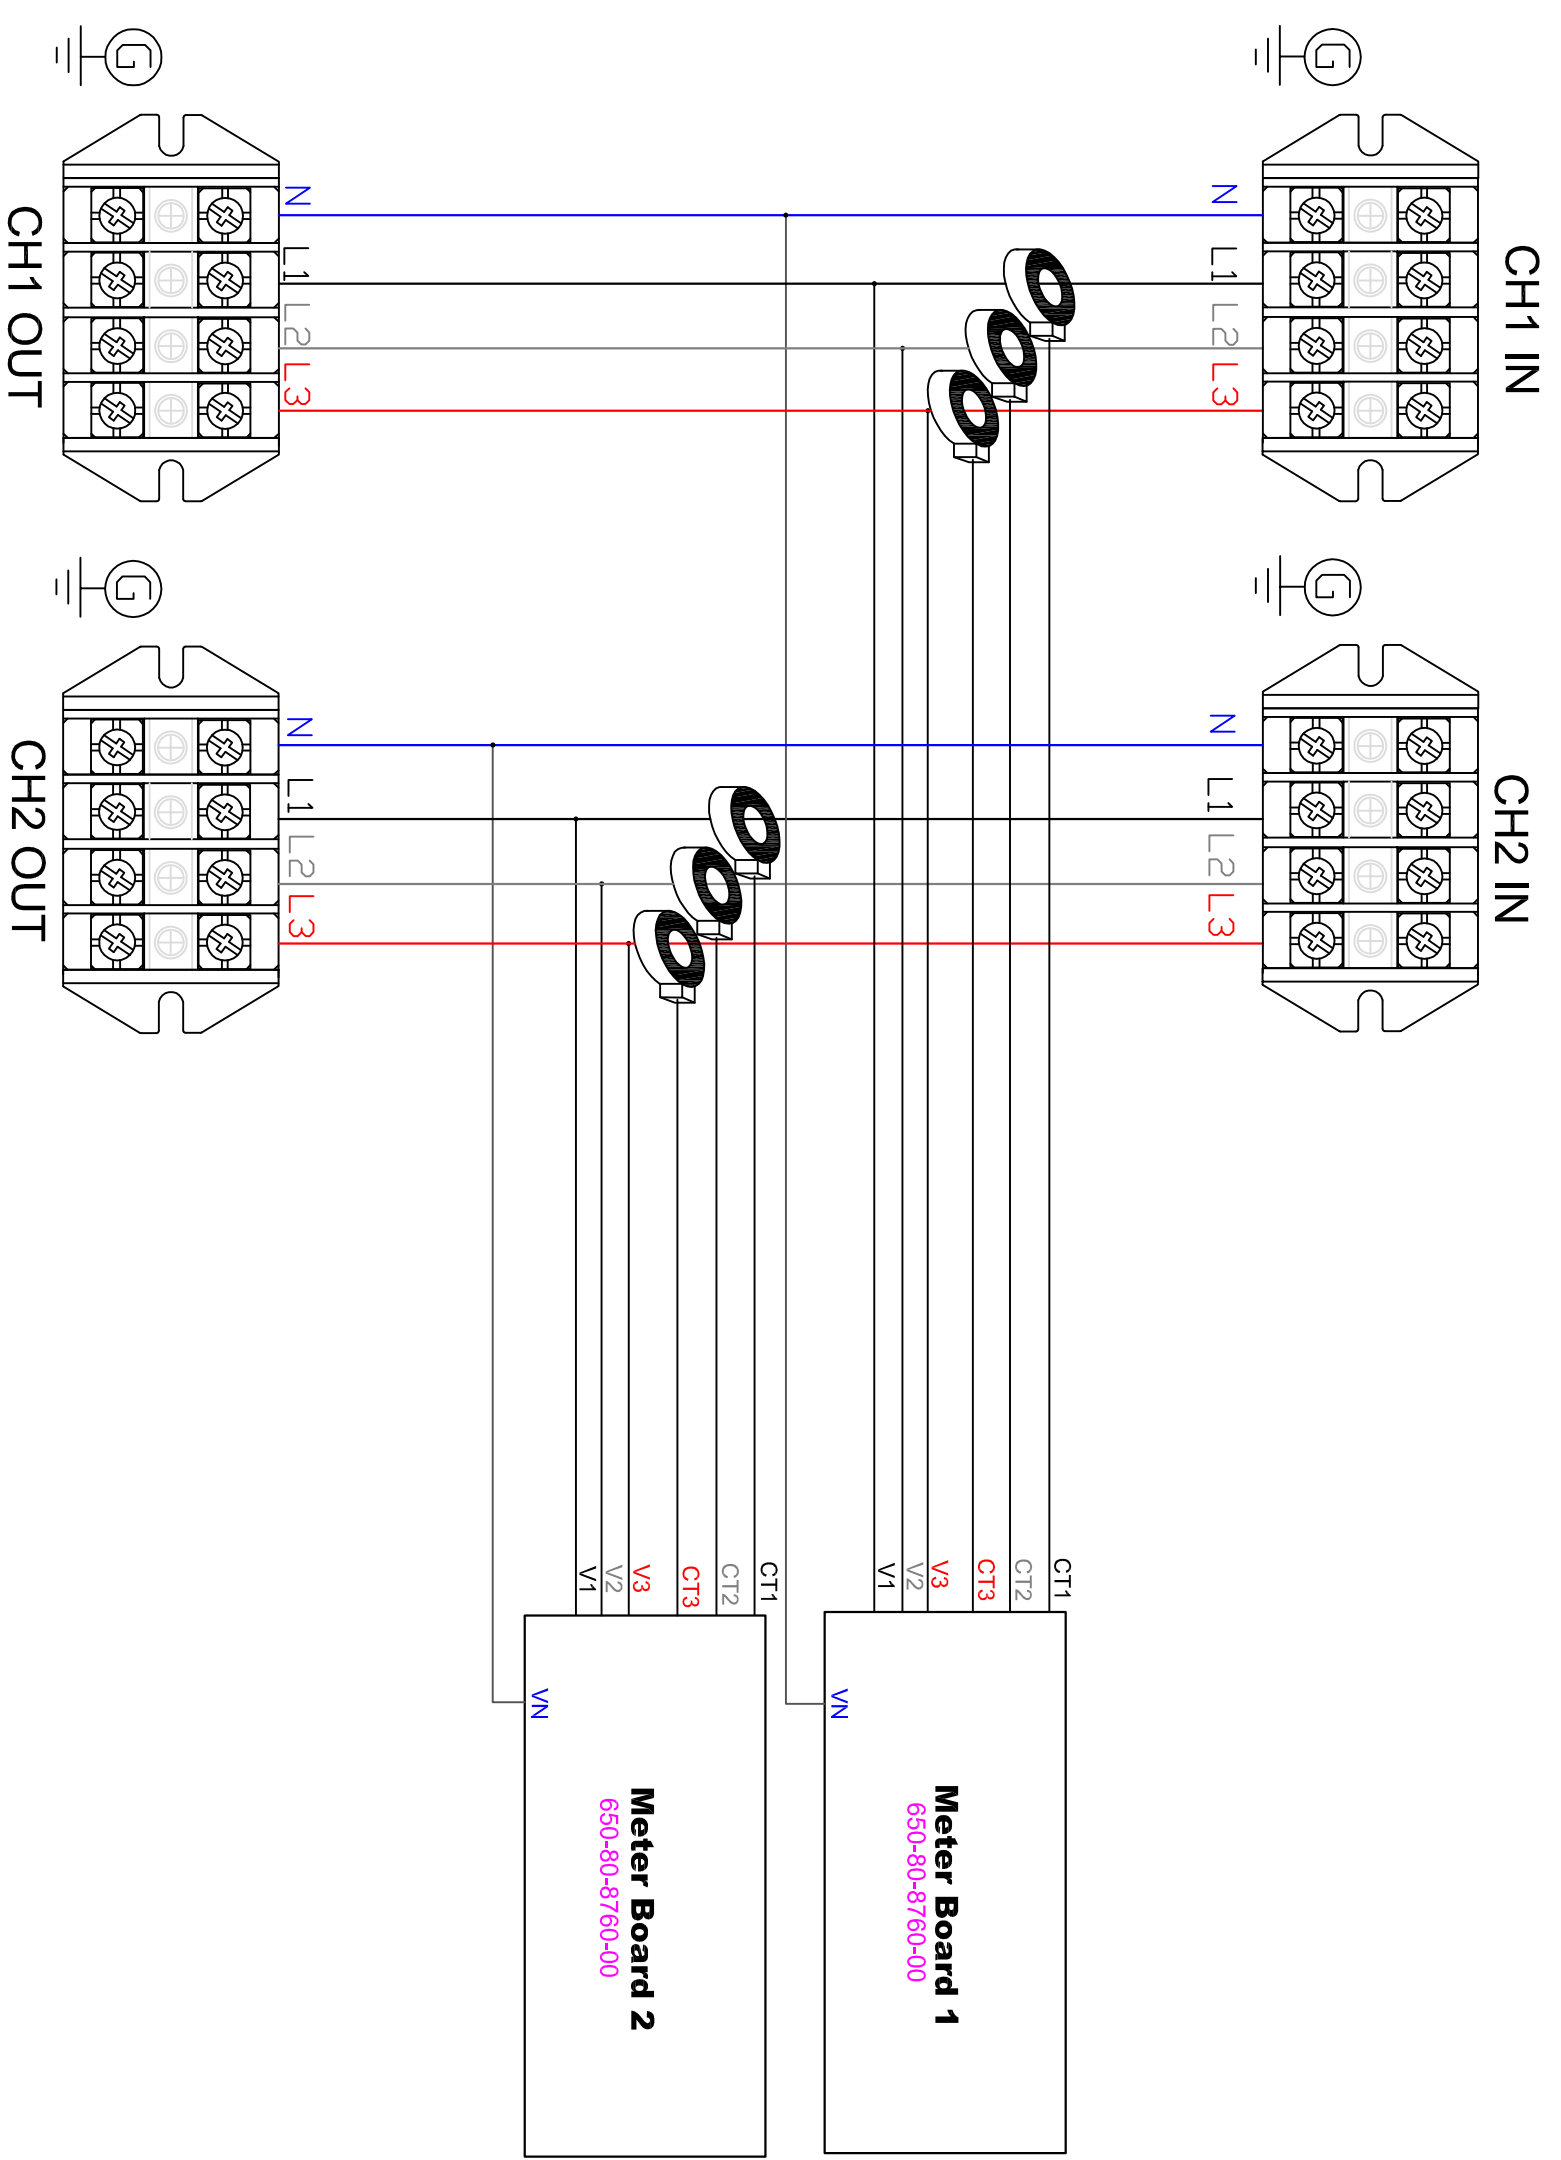 G
G
CH1 OUT
N
L1
L2
L3
N
L1
L2
L3
CH1 IN
G
G
CH2 OUT
N
L1
L2
L3
N
L1
L2
L3
CH2 IN
V1
V2
V3
CT3
CT2
CT1
VN
Meter Board 2
650-80-8760-00
V1
V2
V3
CT3
CT2
CT1
VN
Meter Board 1
650-80-8760-00